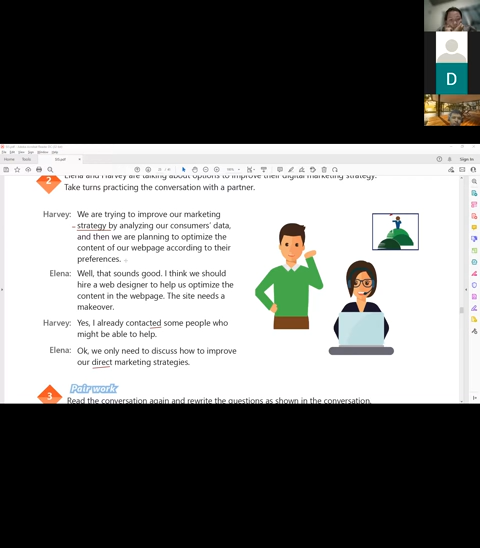 Home Tools
Sign In
2 Elena and Harvey are talking about options to improve their digital marketing strategy.
Take turns practicing the conversation with a partner.
Harvey: We are trying to improve our marketing
strategy by analyzing our consumers' data,
and then we are planning to optimize the
content of our webpage according to their
preferences.
Elena: Well, that sounds good. I think we should
hire a web designer to help us optimize the
content in the webpage. The site needs a
makeover.
Harvey: Yes, I already contacted some people who
might be able to help.
Elena: Ok, we only need to discuss how to improve
our direct marketing strategies.
Pair work
3 Read the conversation again and rewrite the questions as shown in the conversation.
D